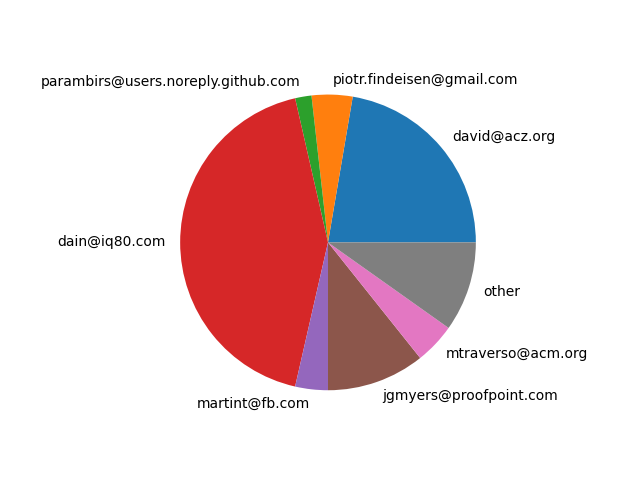 piotr.findeisen@gmail.com
parambirs@users.noreply.github.com
david@acz.org
dain@iq80.com
other
mtraverso@acm.org
jgmyers@proofpoint.com
martint@fb.com